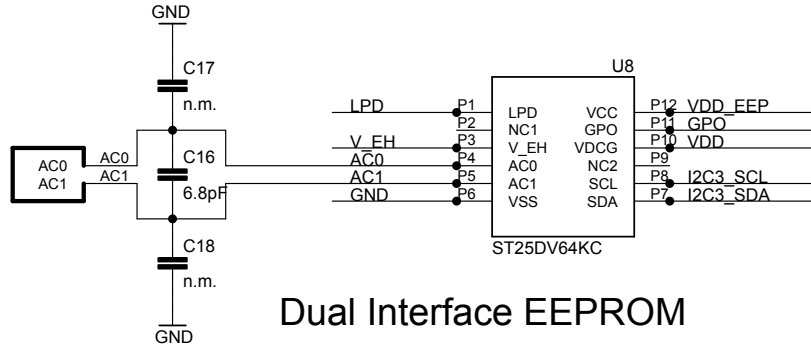 GND
C17
n.m.
U8
LPD P1 LPD VCC P12 VDD_EEP
P2 NC1 GPO P11 GPO
V_EH P3 V_EH VDCG P10 VDD
AC0 AC0 C16 AC0 P4 AC0 NC2 P9
AC1 AC1 6.8pF AC1 P5 AC1 SCL P8 I2C3_SCL
GND P6 VSS SDA P7 I2C3_SDA
C18
n.m.
ST25DV64KC
Dual Interface EEPROM
GND